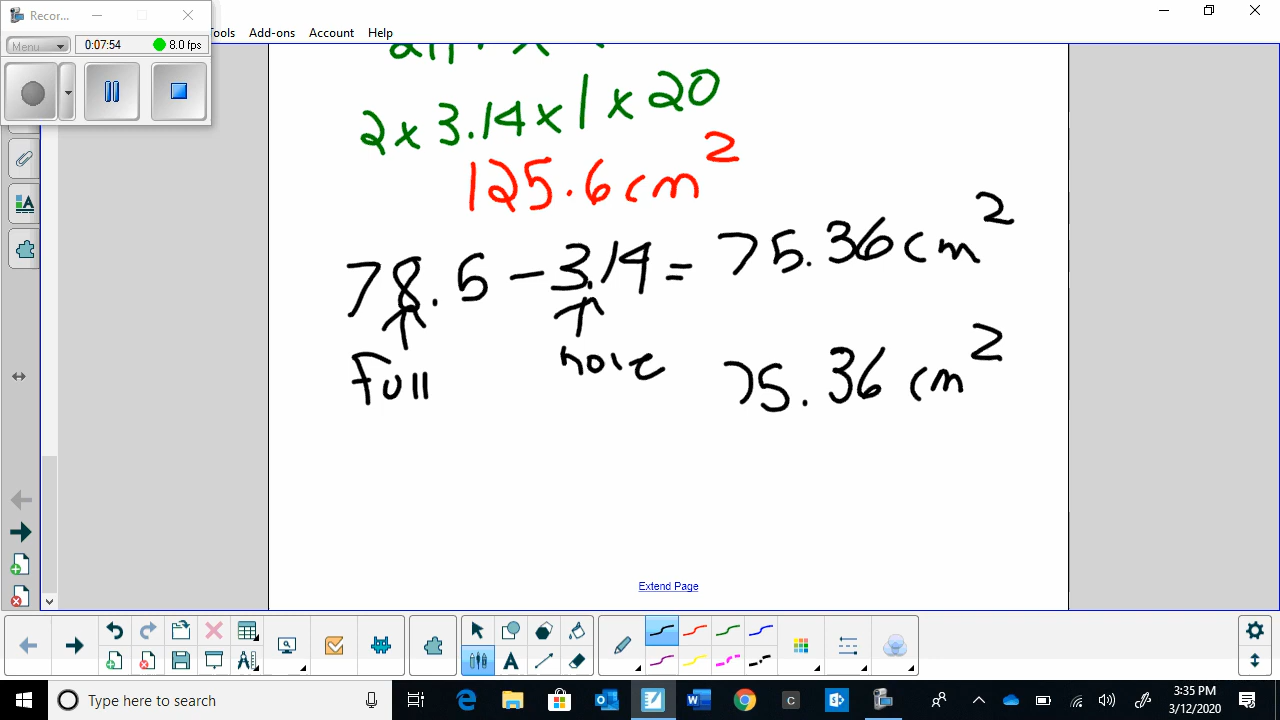 Recor...
Menu
0:07:54
8.0 fps
Tools Add-ons Account Help
2 x 3.14 x 1 x 20
125.6 cm²
78.5 - 3.14 = 75.36 cm²
full
hole
75.36 cm²
Extend Page
Type here to search
3:35 PM
3/12/2020